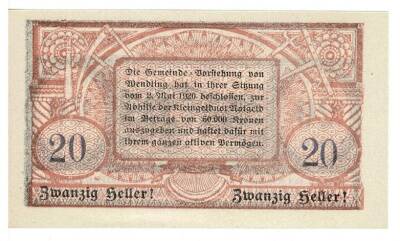 Die Gemeinde-Vorstehung von
Wendling hat in ihrer Sitzung
vom 2. Mai 1920 beschlossen, zur
Abhilfe der Kleingeldnot Notgeld
im Betrage von 60.000 Kronen
auszugeben und haftet dafür mit
ihrem ganzen aktiven Vermögen.
20 20
Zwanzig Heller! Zwanzig Heller!